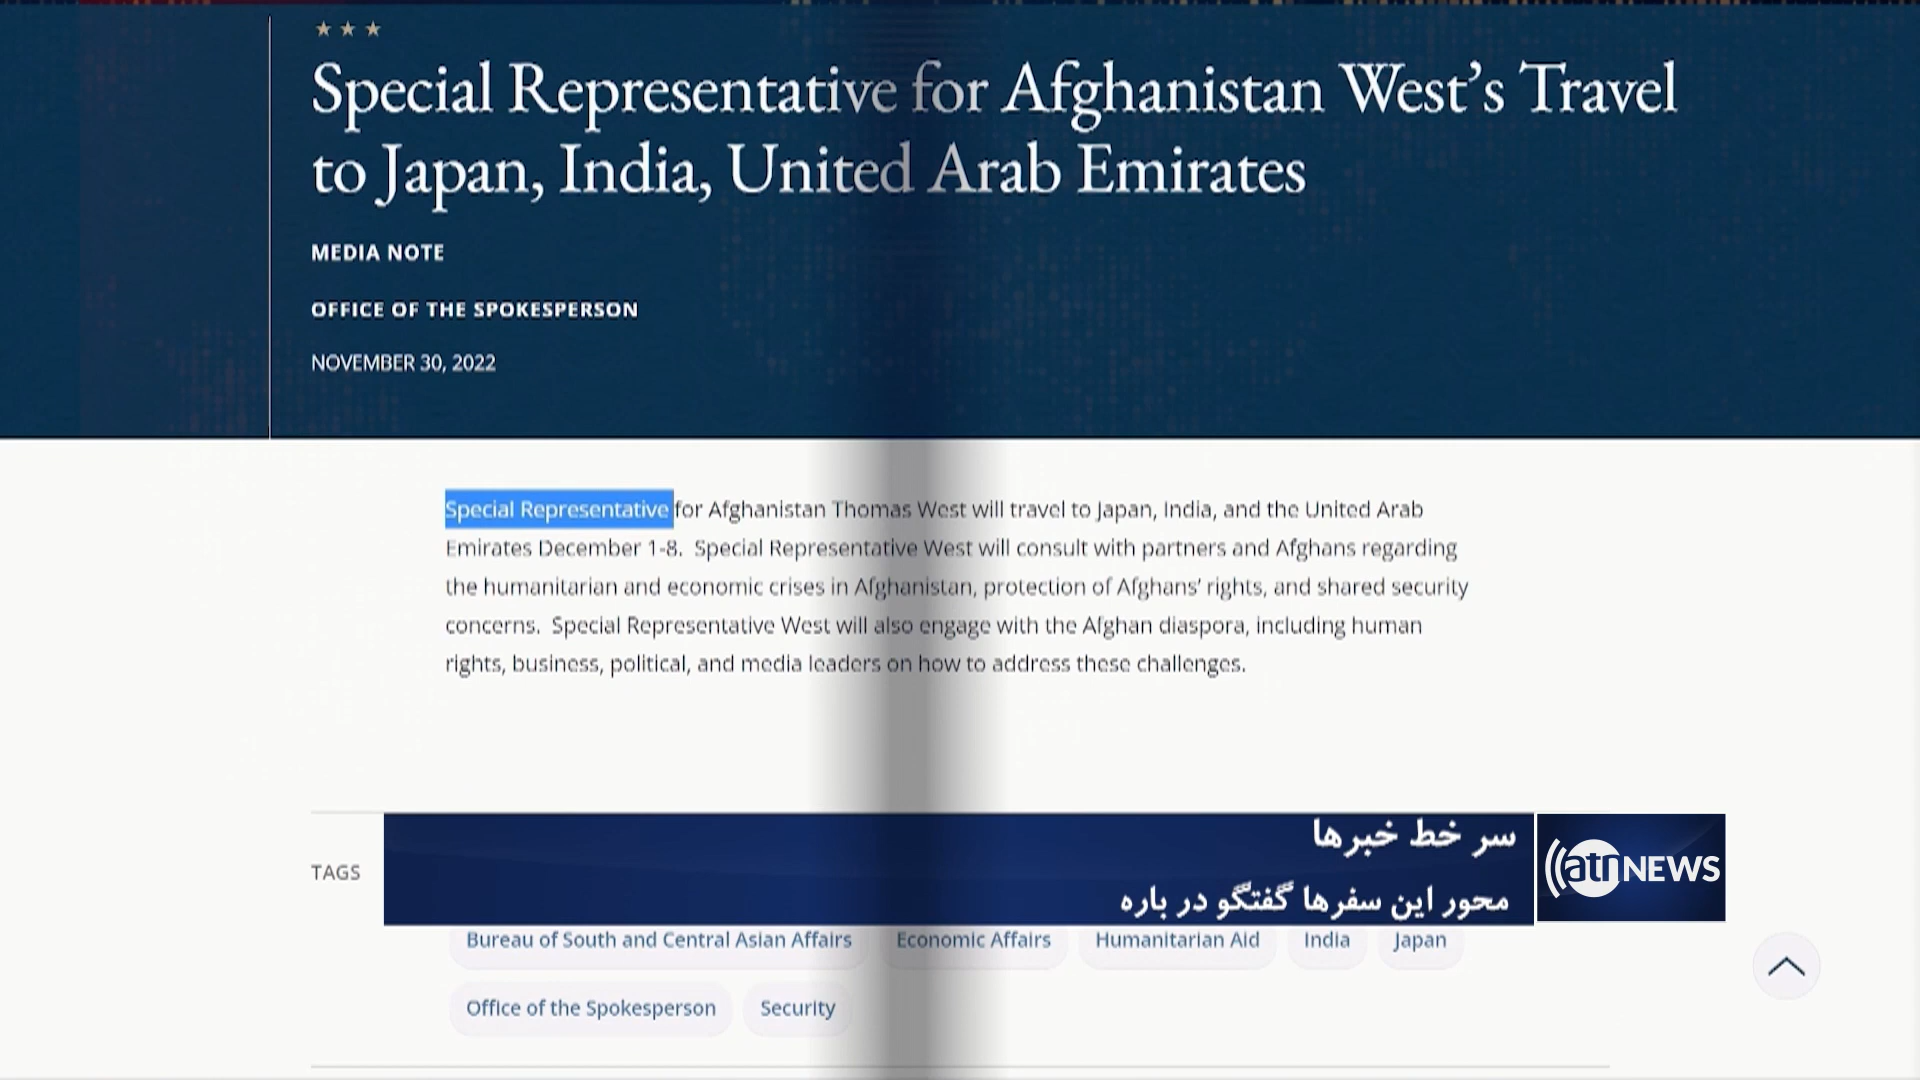 Special Representative for Afghanistan West's Travel
to Japan, India, United Arab Emirates
MEDIA NOTE
OFFICE OF THE SPOKESPERSON
NOVEMBER 30, 2022
Special Representative for Afghanistan Thomas West will travel to Japan, India, and the United Arab
Emirates December 1-8. Special Representative West will consult with partners and Afghans regarding
the humanitarian and economic crises in Afghanistan, protection of Afghans' rights, and shared security
concerns. Special Representative West will also engage with the Afghan diaspora, including human
rights, business, political, and media leaders on how to address these challenges.
سر خط خبرها
atn NEWS
TAGS
محور این سفرها گفتگو در باره
Bureau of South and Central Asian Affairs Economic Affairs Humanitarian Aid India Japan
Office of the Spokesperson Security